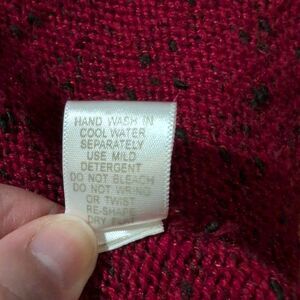 HAND WASH IN
COOL WATER
SEPARATELY
USE MILD
DETERGENT
DO NOT BLEACH
DO NOT WRING
OR TWIST
RE-SHAPE
DRY